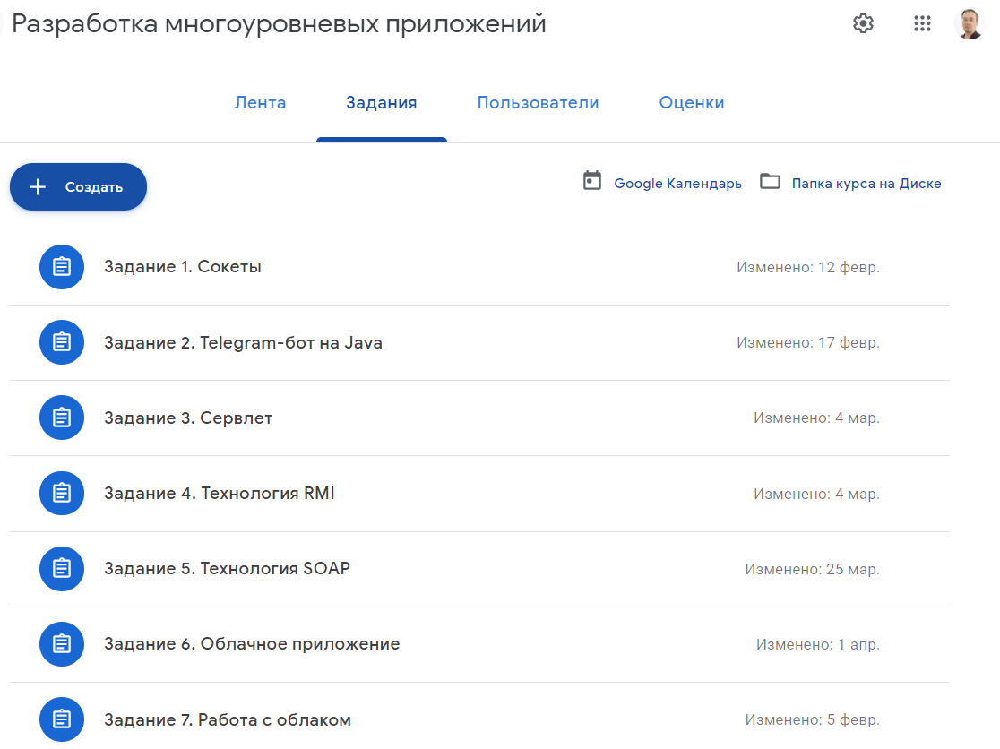 Разработка многоуровневых приложений
Лента Задания Пользователи Оценки
Создать Google Календарь Папка курса на Диске
Задание 1. Сокеты Изменено: 12 февр.
Задание 2. Telegram-бот на Java Изменено: 17 февр.
Задание 3. Сервлет Изменено: 4 мар.
Задание 4. Технология RMI Изменено: 4 мар.
Задание 5. Технология SOAP Изменено: 25 мар.
Задание 6. Облачное приложение Изменено: 1 апр.
Задание 7. Работа с облаком Изменено: 5 февр.